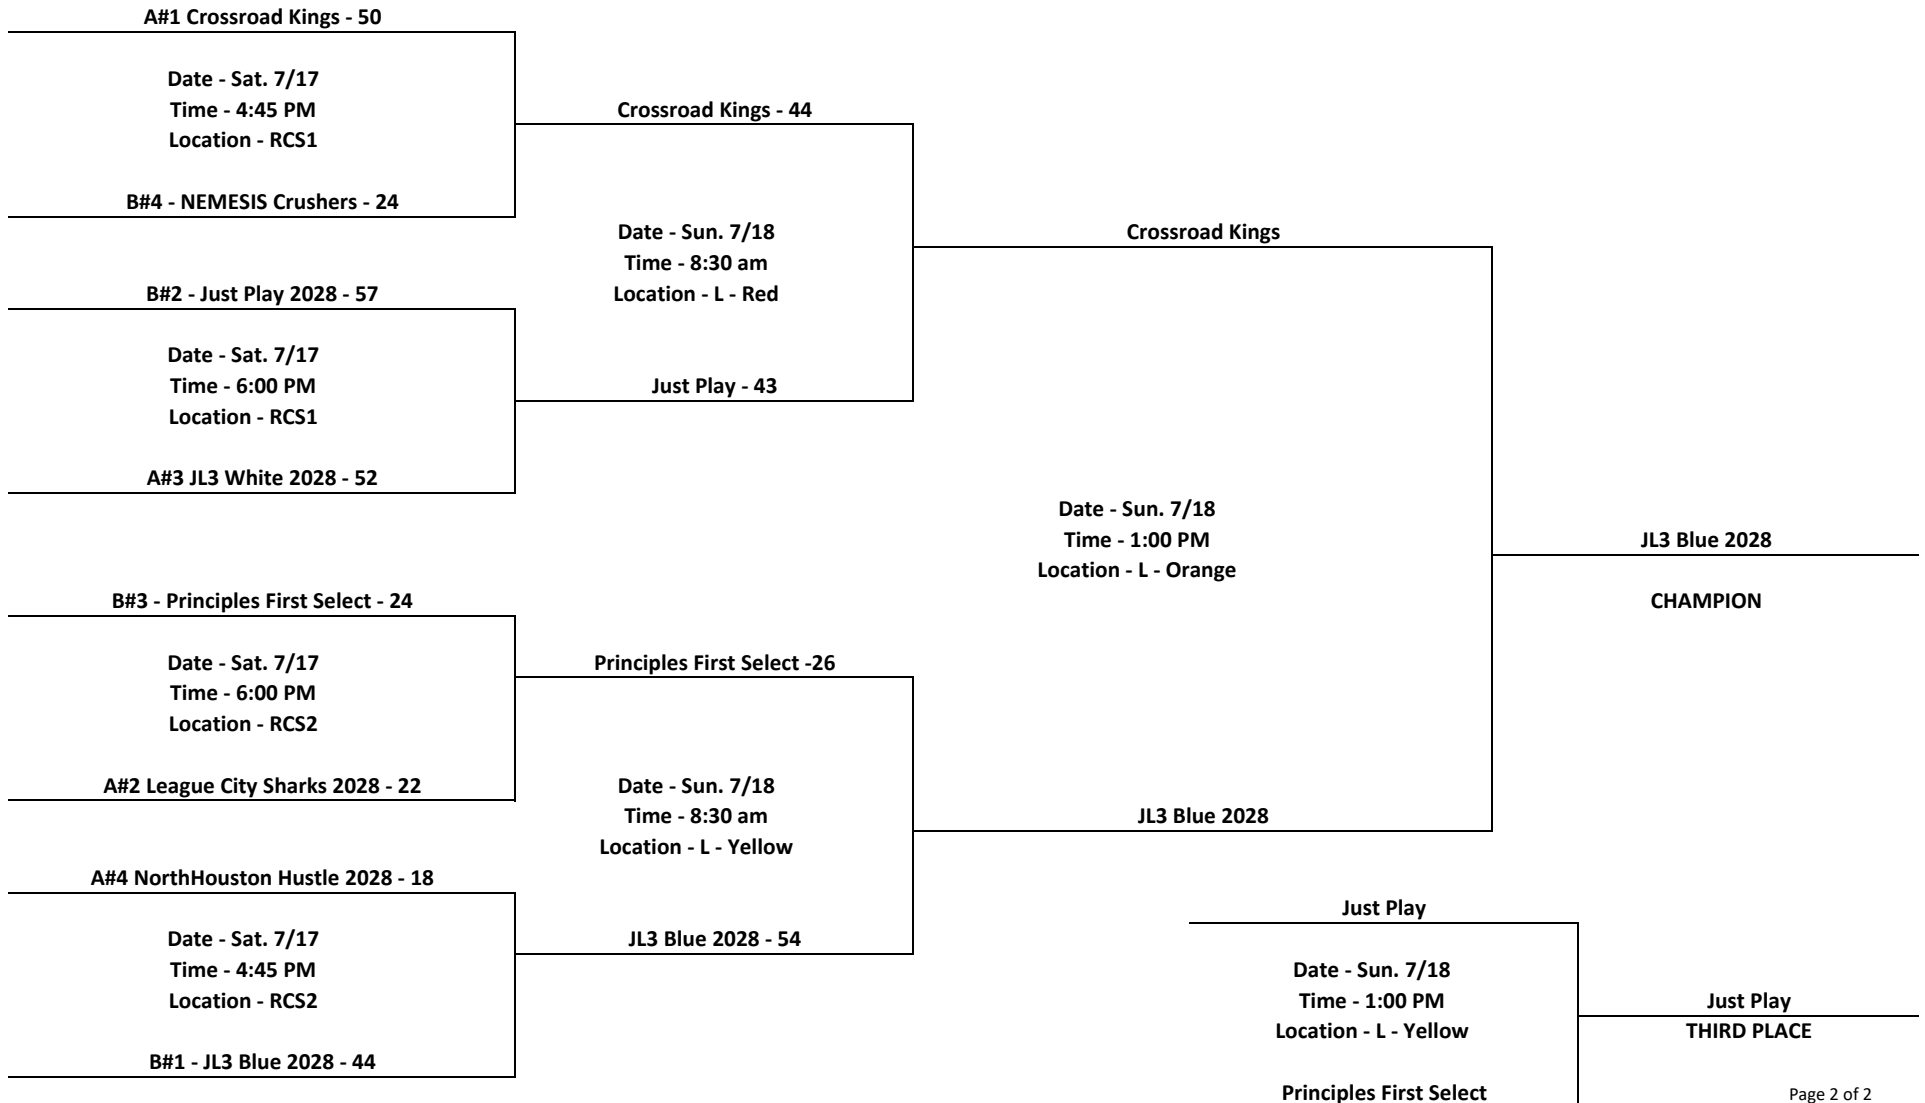 A#1 Crossroad Kings - 50
Date - Sat. 7/17
Time - 4:45 PM
Location - RCS1
B#4 - NEMESIS Crushers - 24
B#2 - Just Play 2028 - 57
Date - Sat. 7/17
Time - 6:00 PM
Location - RCS1
A#3 JL3 White 2028 - 52
B#3 - Principles First Select - 24
Date - Sat. 7/17
Time - 6:00 PM
Location - RCS2
A#2 League City Sharks 2028 - 22
A#4 NorthHouston Hustle 2028 - 18
Date - Sat. 7/17
Time - 4:45 PM
Location - RCS2
B#1 - JL3 Blue 2028 - 44
Crossroad Kings - 44
Date - Sun. 7/18
Time - 8:30 am
Location - L - Red
Just Play - 43
Principles First Select -26
Date - Sun. 7/18
Time - 8:30 am
Location - L - Yellow
JL3 Blue 2028 - 54
Crossroad Kings
Date - Sun. 7/18
Time - 1:00 PM
Location - L - Orange
JL3 Blue 2028
JL3 Blue 2028
CHAMPION
Just Play
Date - Sun. 7/18
Time - 1:00 PM
Location - L - Yellow
Principles First Select
Just Play
THIRD PLACE
Page 2 of 2